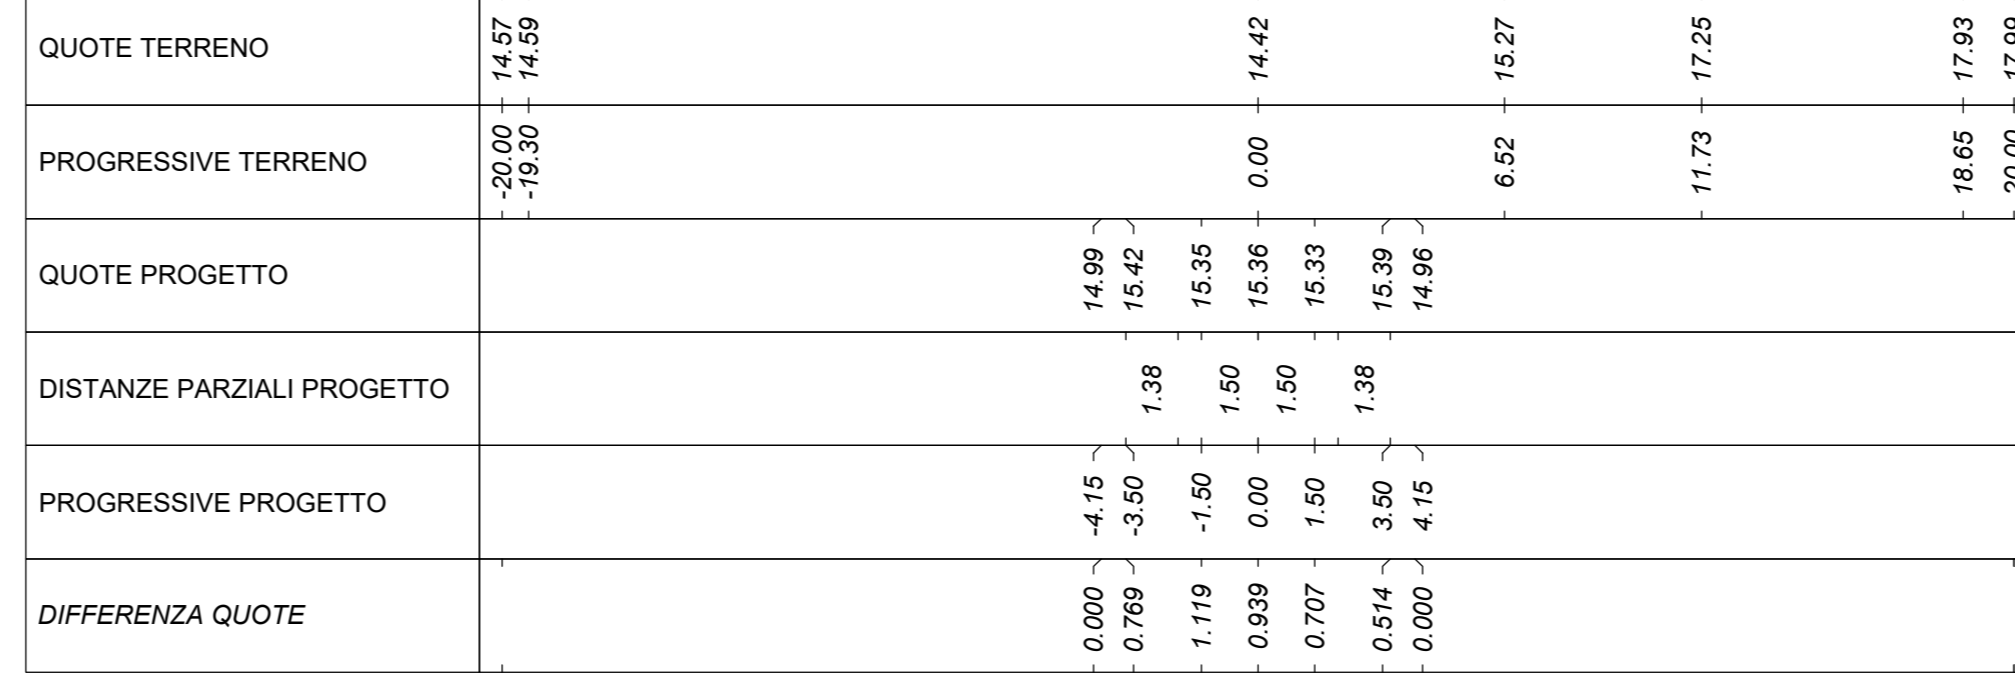 QUOTE TERRENO 14.57 14.59 14.42 15.27 17.25 17.93 17.99
PROGRESSIVE TERRENO -20.00 -19.30 0.00 6.52 11.73 18.65 20.00
QUOTE PROGETTO 14.99 15.42 15.35 15.36 15.33 15.39 14.96
DISTANZE PARZIALI PROGETTO 1.38 1.50 1.50 1.38
PROGRESSIVE PROGETTO -4.15 -3.50 -1.50 0.00 1.50 3.50 4.15
DIFFERENZA QUOTE 0.000 0.769 1.119 0.939 0.707 0.514 0.000